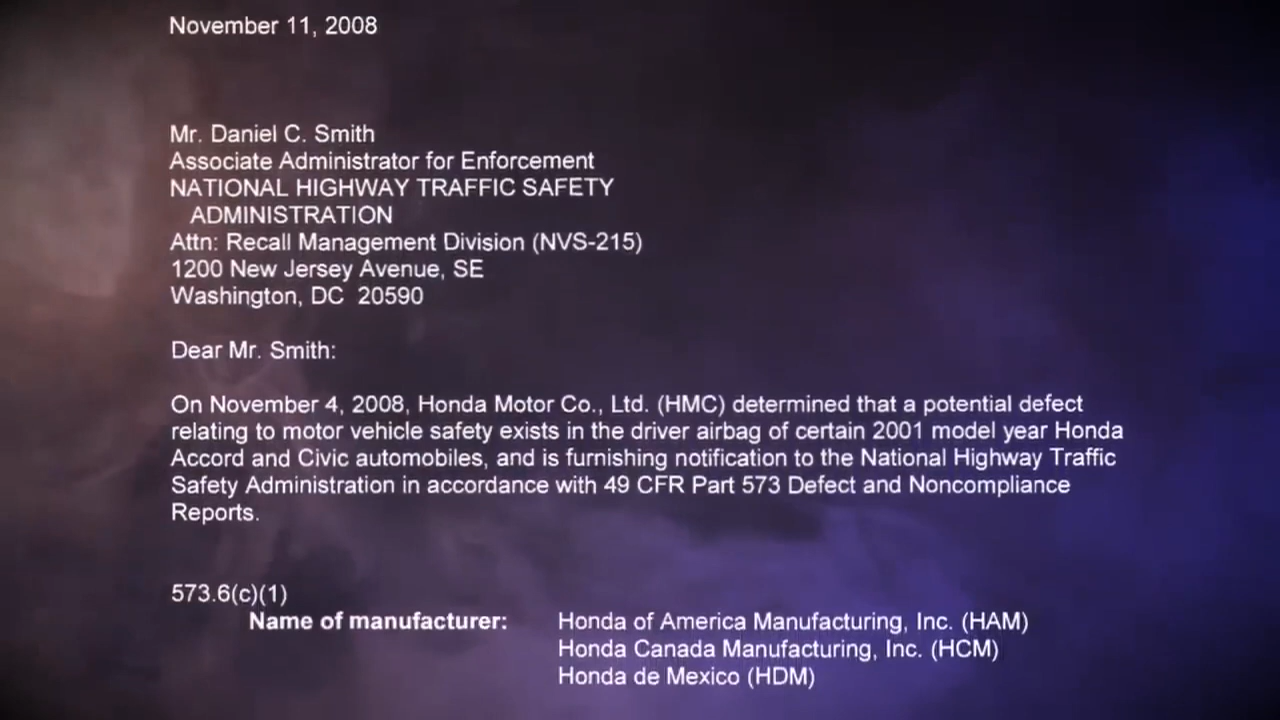 November 11, 2008
Mr. Daniel C. Smith
Associate Administrator for Enforcement
NATIONAL HIGHWAY TRAFFIC SAFETY
ADMINISTRATION
Attn: Recall Management Division (NVS-215)
1200 New Jersey Avenue, SE
Washington, DC 20590
Dear Mr. Smith:
On November 4, 2008, Honda Motor Co., Ltd. (HMC) determined that a potential defect
relating to motor vehicle safety exists in the driver airbag of certain 2001 model year Honda
Accord and Civic automobiles, and is furnishing notification to the National Highway Traffic
Safety Administration in accordance with 49 CFR Part 573 Defect and Noncompliance
Reports.
573.6(c)(1)
Name of manufacturer: Honda of America Manufacturing, Inc. (HAM)
Honda Canada Manufacturing, Inc. (HCM)
Honda de Mexico (HDM)